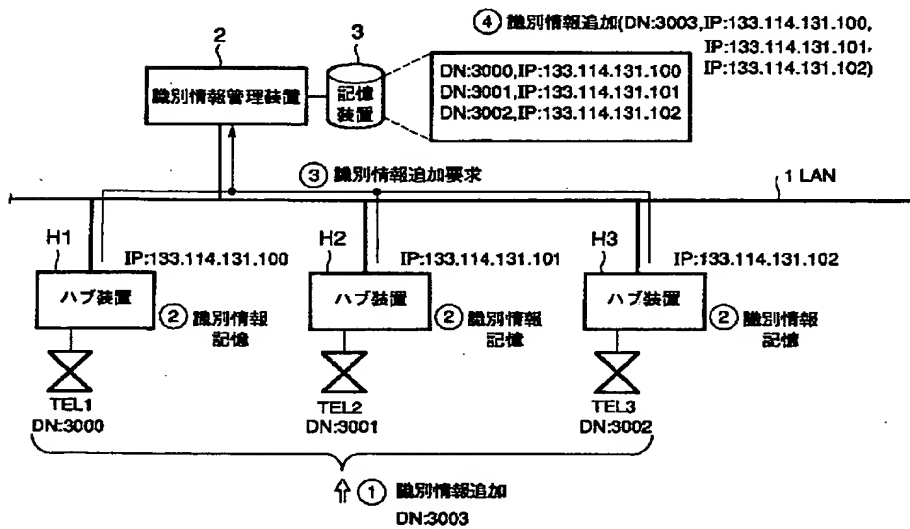 ④ 識別情報追加(DN:3003,IP:133.114.131.100,
IP:133.114.131.101,
IP:133.114.131.102)
2
3
識別情報管理装置
記憶
装置
DN:3000,IP:133.114.131.100
DN:3001,IP:133.114.131.101
DN:3002,IP:133.114.131.102
③ 識別情報追加要求
1 LAN
H1
IP:133.114.131.100
H2
IP:133.114.131.101
H3
IP:133.114.131.102
ハブ装置
② 識別情報
記憶
ハブ装置
② 識別情報
記憶
ハブ装置
② 識別情報
記憶
TEL1
DN:3000
TEL2
DN:3001
TEL3
DN:3002
① 識別情報追加
DN:3003